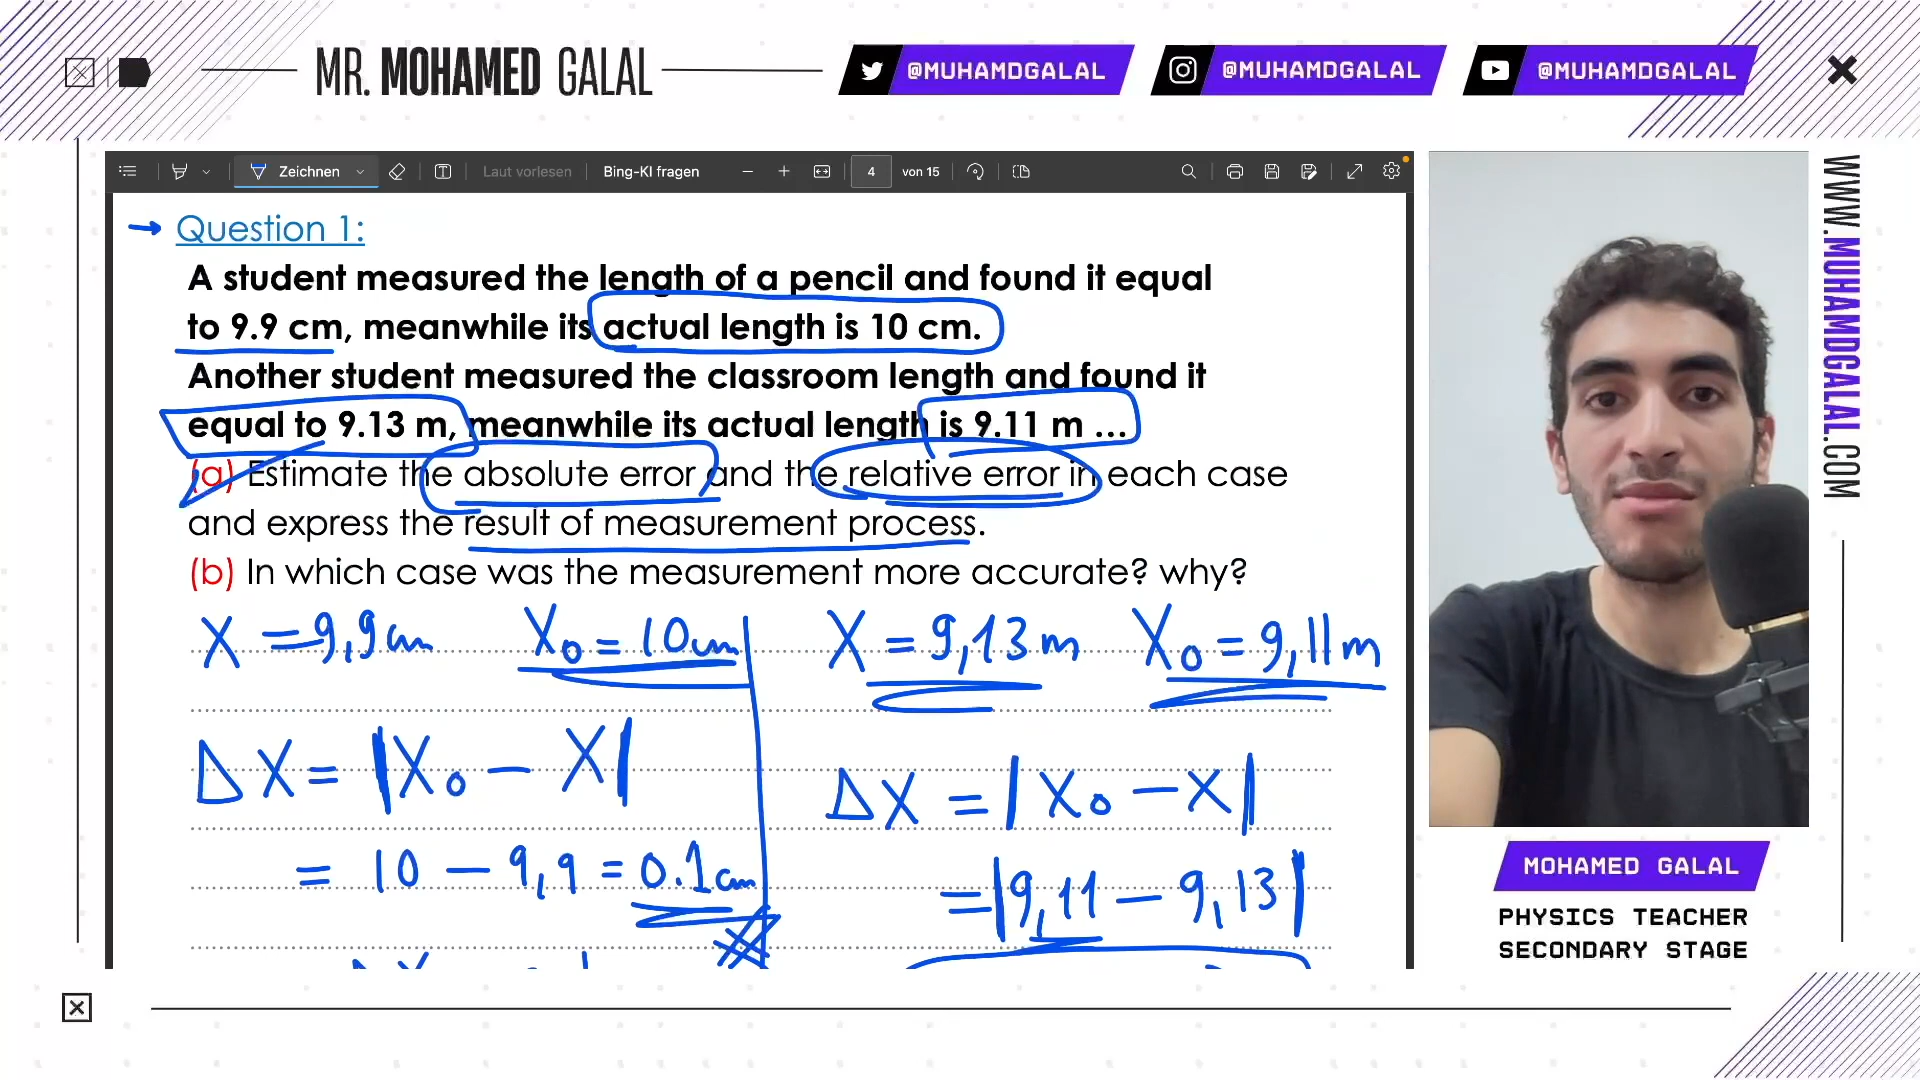 MR. MOHAMED GALAL
@MUHAMDGALAL
@MUHAMDGALAL
@MUHAMDGALAL
Zeichnen
Laut vorlesen
Bing-KI fragen
4 von 15
→ Question 1:
A student measured the length of a pencil and found it equal
to 9.9 cm, meanwhile its actual length is 10 cm.
Another student measured the classroom length and found it
equal to 9.13 m, meanwhile its actual length is 9.11 m ...
(a) Estimate the absolute error and the relative error in each case
and express the result of measurement process.
(b) In which case was the measurement more accurate? why?
X = 9,9 cm X₀ = 10 cm
ΔX = |X₀ - X|
= 10 - 9,9 = 0.1 cm
X = 9,13 m X₀ = 9,11 m
ΔX = |X₀ - X|
= |9,11 - 9,13|
WWW.MUHAMDGALAL.COM
MOHAMED GALAL
PHYSICS TEACHER
SECONDARY STAGE